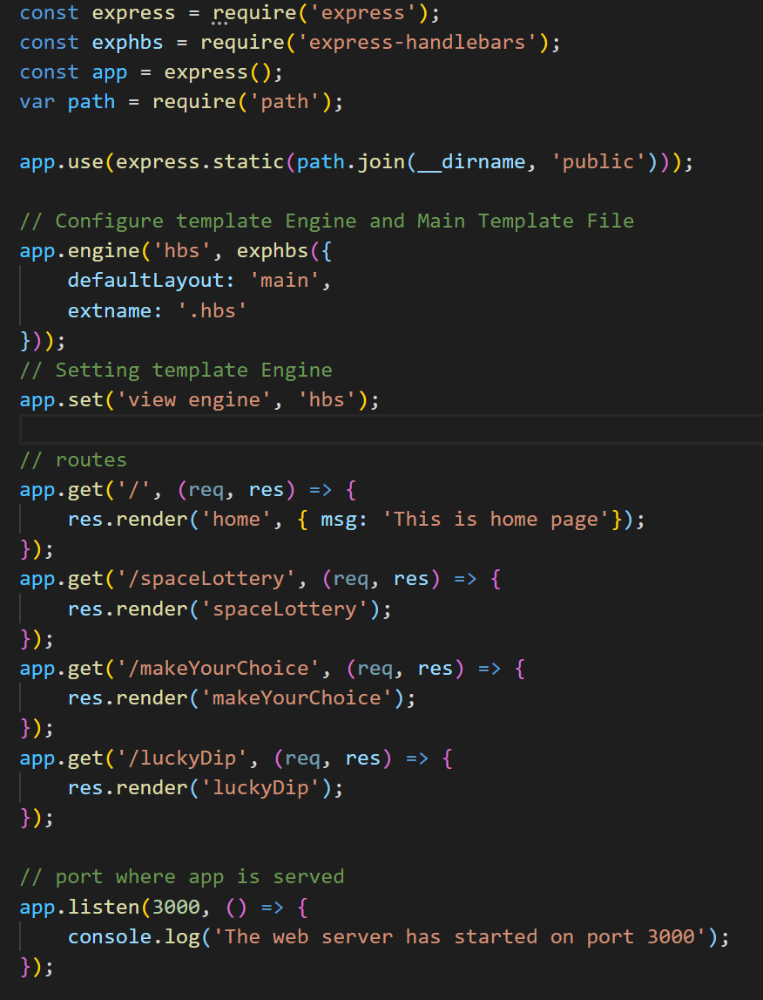 const express = require('express');
const exphbs = require('express-handlebars');
const app = express();
var path = require('path');

app.use(express.static(path.join(__dirname, 'public')));

// Configure template Engine and Main Template File
app.engine('hbs', exphbs({
    defaultLayout: 'main',
    extname: '.hbs'
}));
// Setting template Engine
app.set('view engine', 'hbs');

// routes
app.get('/', (req, res) => {
    res.render('home', { msg: 'This is home page'});
});
app.get('/spaceLottery', (req, res) => {
    res.render('spaceLottery');
});
app.get('/makeYourChoice', (req, res) => {
    res.render('makeYourChoice');
});
app.get('/luckyDip', (req, res) => {
    res.render('luckyDip');
});

// port where app is served
app.listen(3000, () => {
    console.log('The web server has started on port 3000');
});